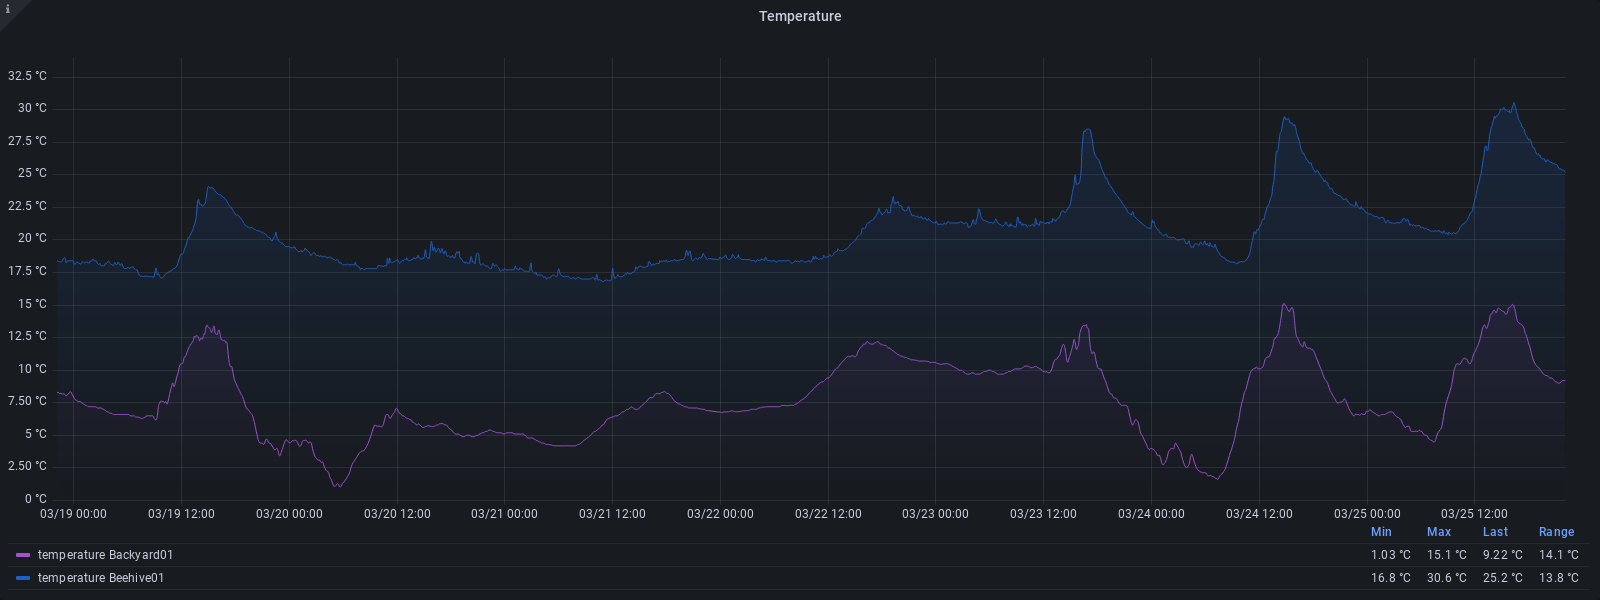 i
Temperature
32.5 °C
30 °C
27.5 °C
25 °C
22.5 °C
20 °C
17.5 °C
15 °C
12.5 °C
10 °C
7.50 °C
5 °C
2.50 °C
0 °C
03/19 00:00 03/19 12:00 03/20 00:00 03/20 12:00 03/21 00:00 03/21 12:00 03/22 00:00 03/22 12:00 03/23 00:00 03/23 12:00 03/24 00:00 03/24 12:00 03/25 00:00 03/25 12:00
Min Max Last Range
temperature Backyard01 1.03 °C 15.1 °C 9.22 °C 14.1 °C
temperature Beehive01 16.8 °C 30.6 °C 25.2 °C 13.8 °C